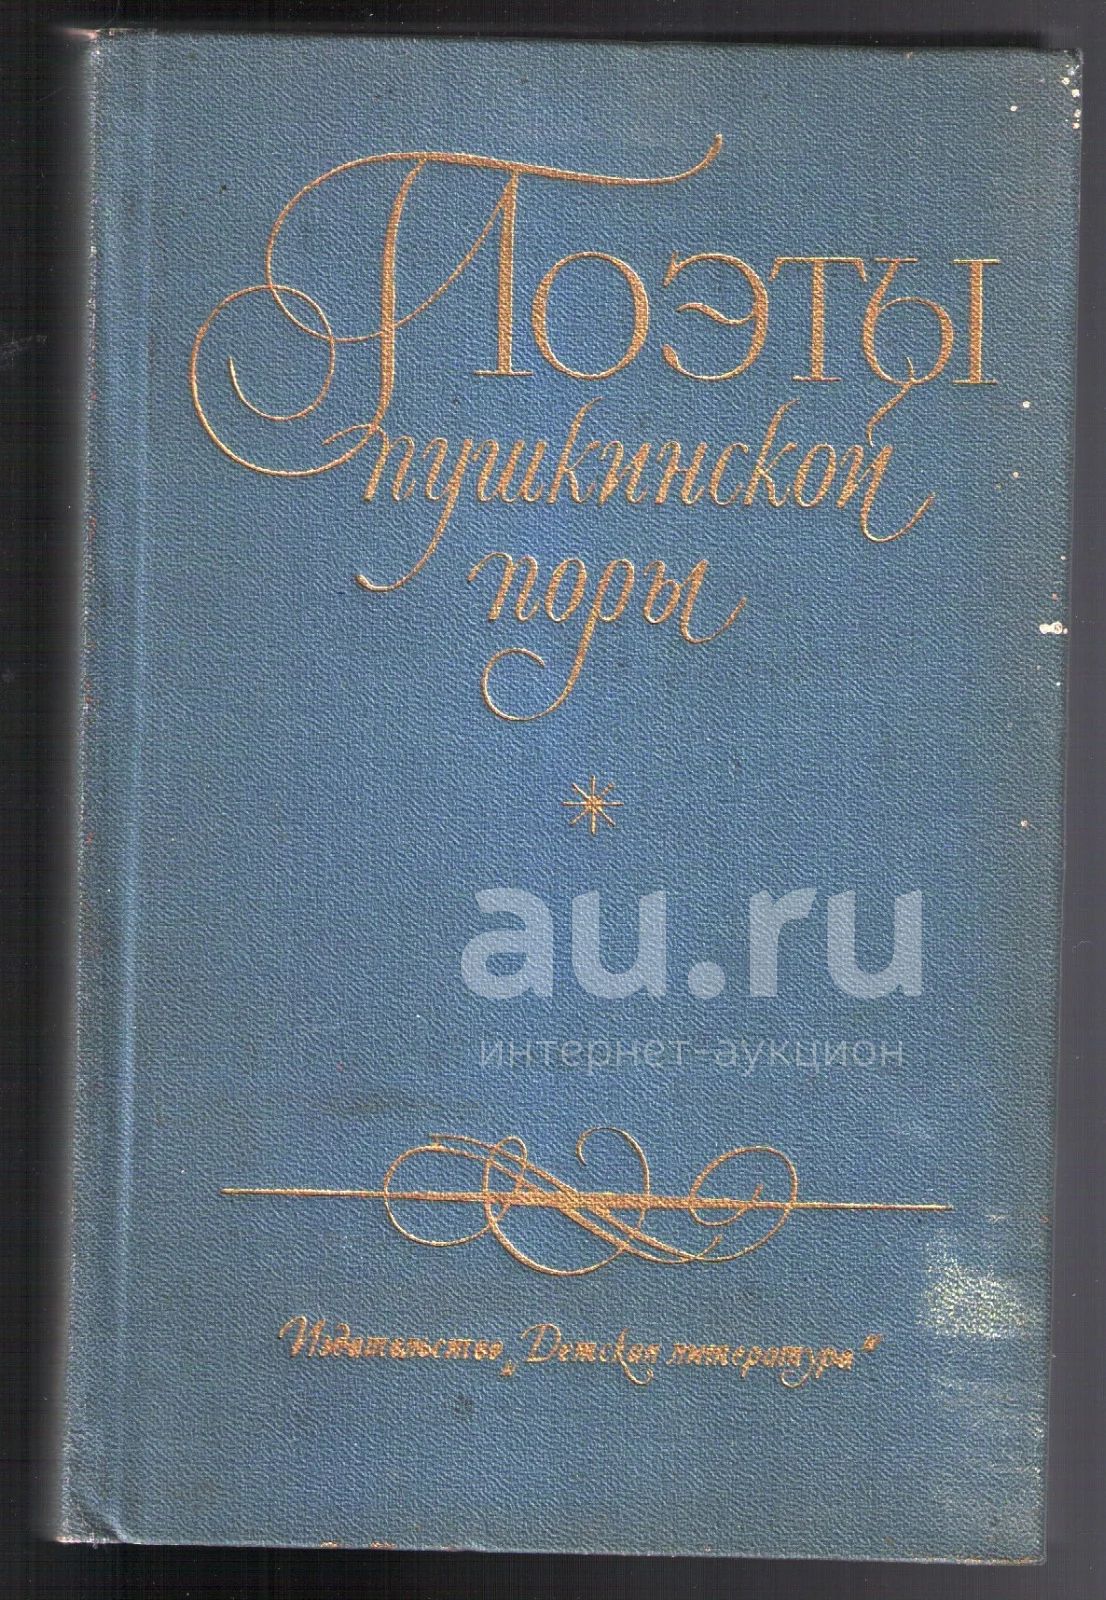 Поэты
пушкинской
поры
au.ru
интернет-аукцион
Издательство „Детская литература“